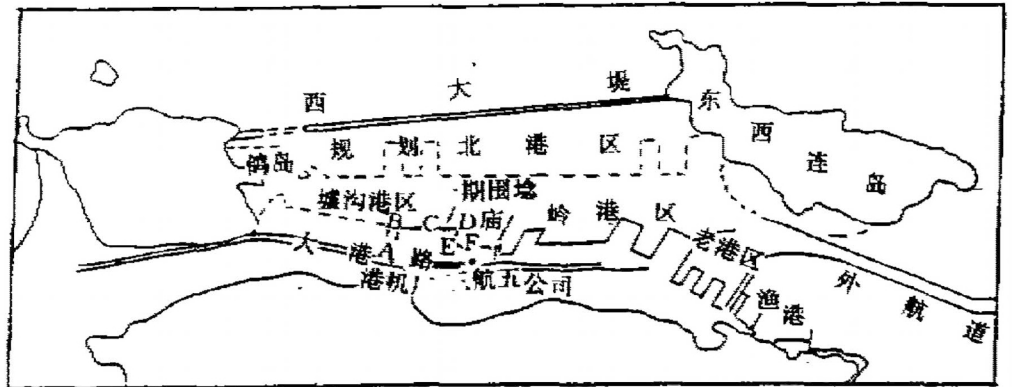 西大堤
东西连岛
规划北港区
鸽岛
期围埝
墟沟港区
B C D 庙岭港区
E F
大港路
A
老港区
港机
航五公司
渔港
外航道